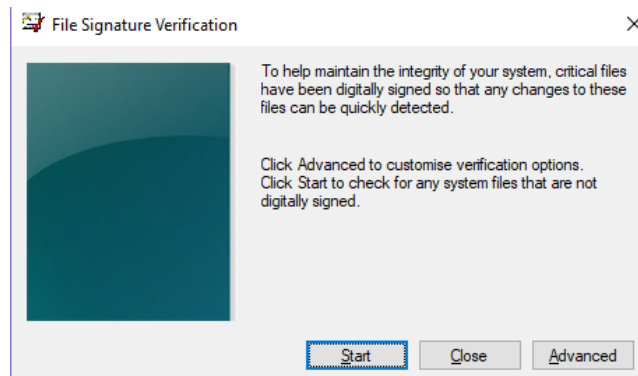 File Signature Verification
To help maintain the integrity of your system, critical files
have been digitally signed so that any changes to these
files can be quickly detected.
Click Advanced to customise verification options.
Click Start to check for any system files that are not
digitally signed.
Start Close Advanced